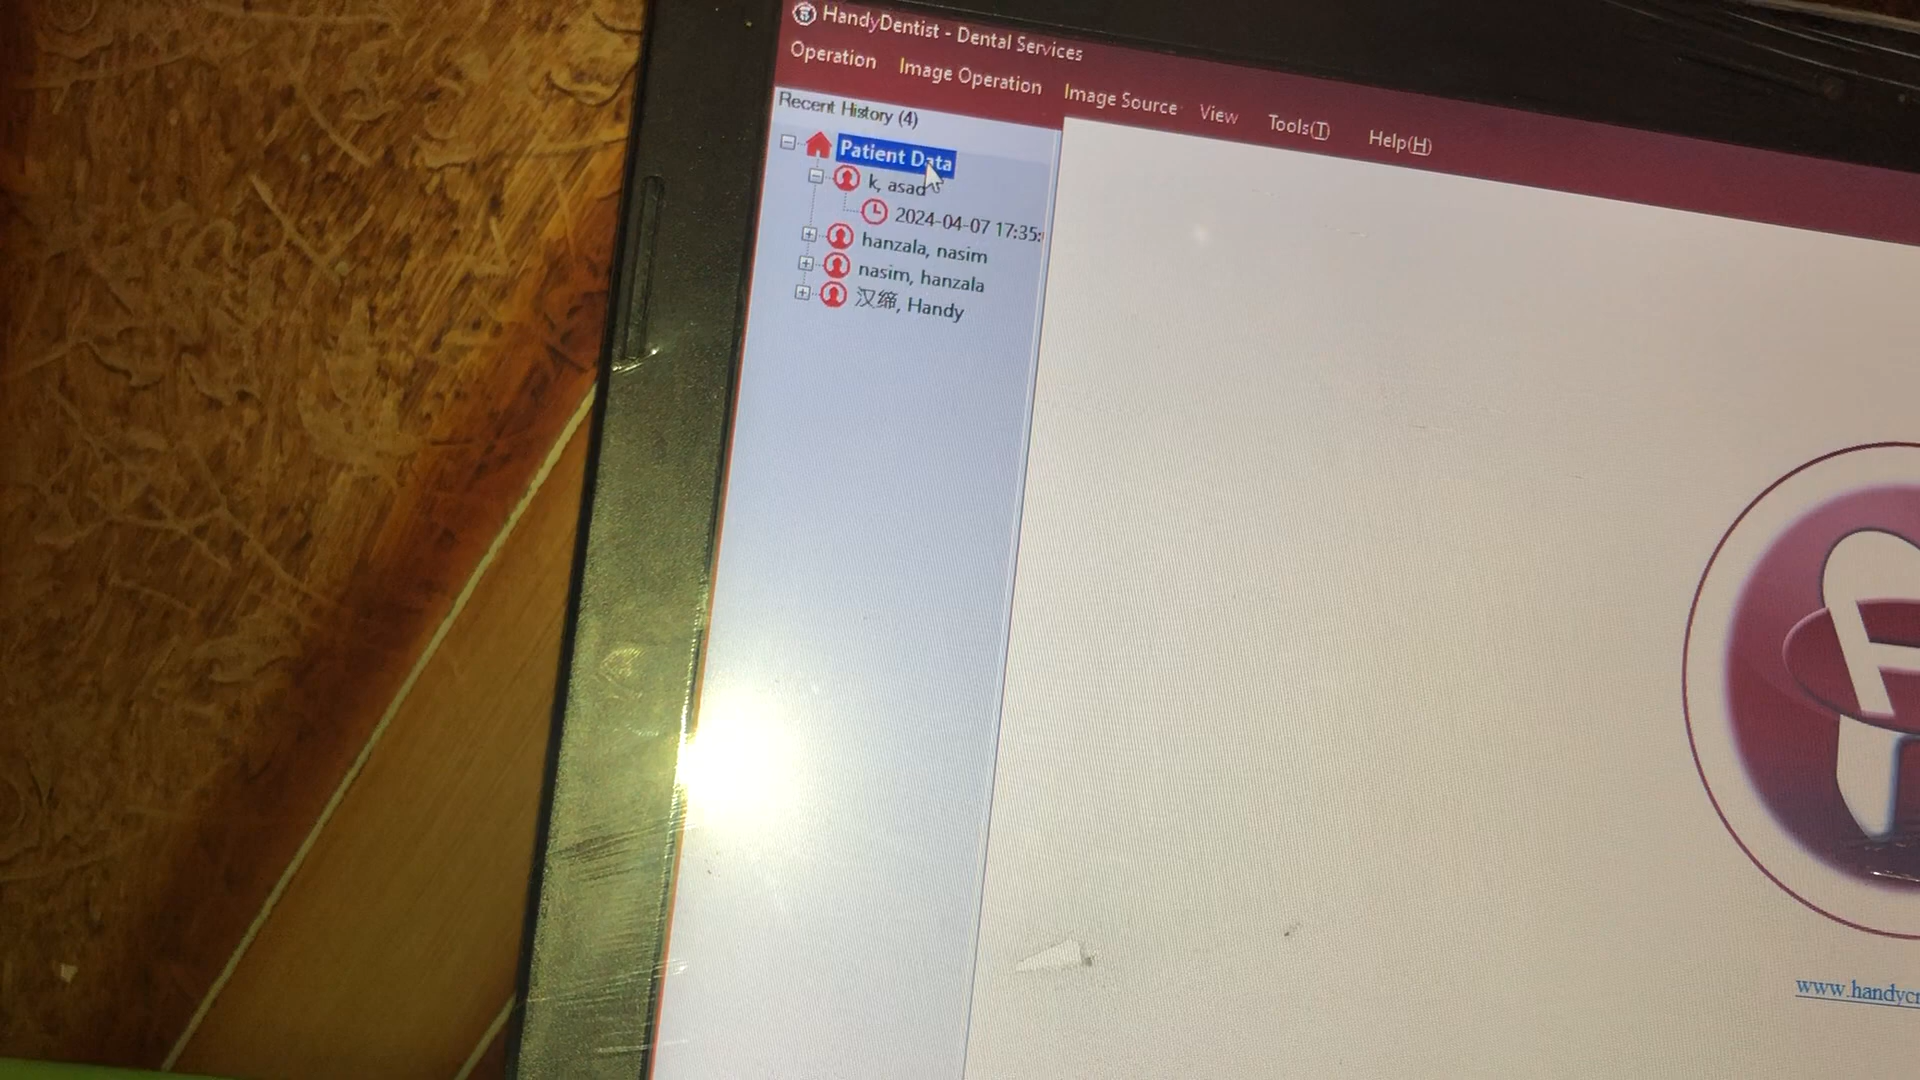 HandyDentist - Dental Services
Operation Image Operation Image Source View Tools(T) Help(H)
Recent History (4)
Patient Data
k, asad
2024-04-07 17:35:
hanzala, nasim
nasim, hanzala
汉缔, Handy
www.handycr